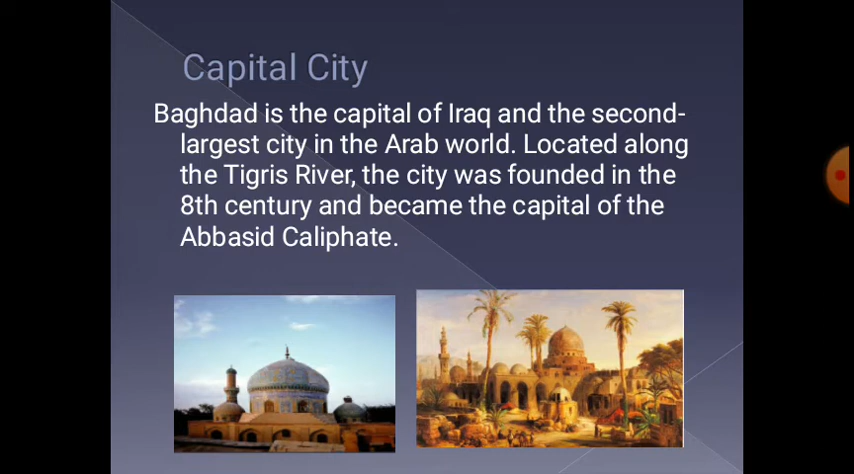 Capital City
Baghdad is the capital of Iraq and the second-
largest city in the Arab world. Located along
the Tigris River, the city was founded in the
8th century and became the capital of the
Abbasid Caliphate.